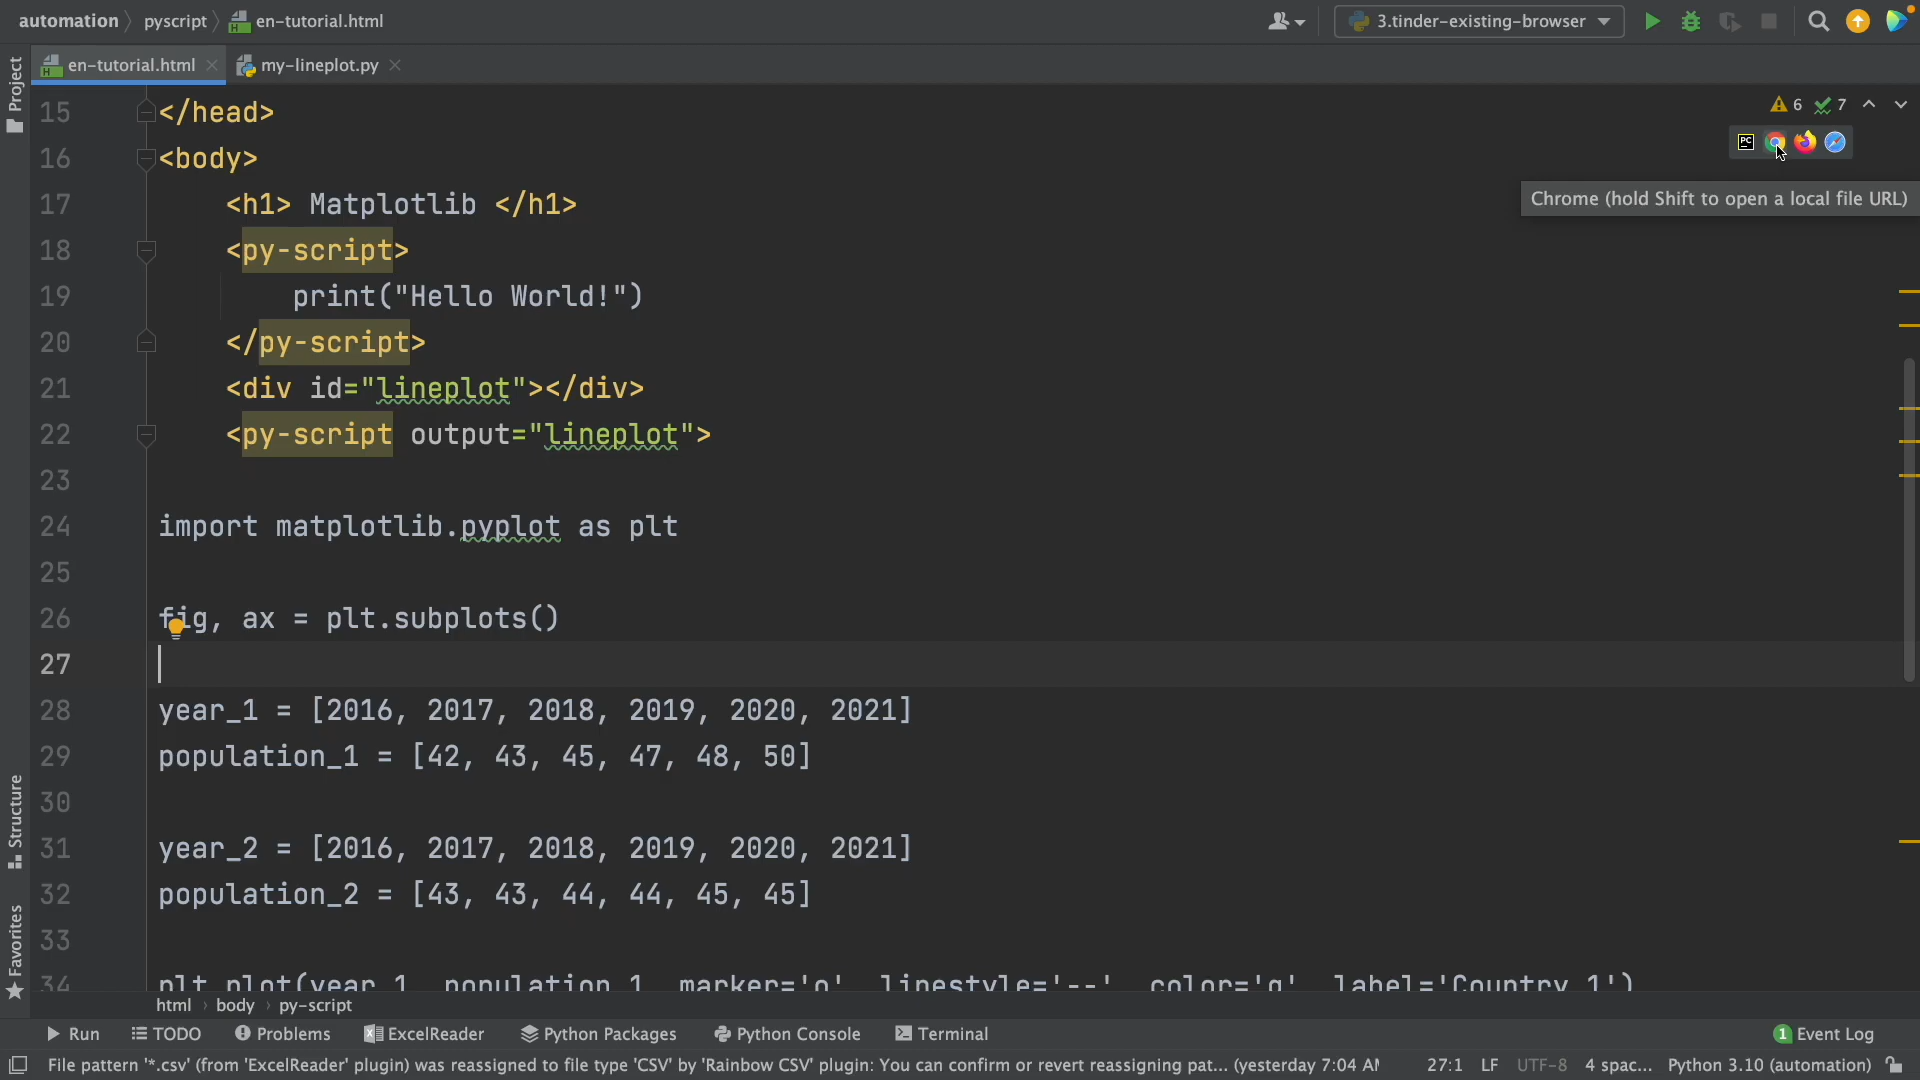 automation pyscript en-tutorial.html
3.tinder-existing-browser
en-tutorial.html my-lineplot.py
Project
6 7
15 </head>
16 <body>
Chrome (hold Shift to open a local file URL)
17 <h1> Matplotlib </h1>
18 <py-script>
19 print("Hello World!")
20 </py-script>
21 <div id="lineplot"></div>
22 <py-script output="lineplot">
23
24 import matplotlib.pyplot as plt
25
26 fig, ax = plt.subplots()
27
28 year_1 = [2016, 2017, 2018, 2019, 2020, 2021]
29 population_1 = [42, 43, 45, 47, 48, 50]
30
31 year_2 = [2016, 2017, 2018, 2019, 2020, 2021]
32 population_2 = [43, 43, 44, 44, 45, 45]
33
34 plt.plot(year_1, population_1, marker='o', linestyle='--', color='g', label='Country 1')
Structure
Favorites
html body py-script
Run TODO Problems ExcelReader Python Packages Python Console Terminal 1 Event Log
File pattern '*.csv' (from 'ExcelReader' plugin) was reassigned to file type 'CSV' by 'Rainbow CSV' plugin: You can confirm or revert reassigning pat... (yesterday 7:04 AM 27:1 LF UTF-8 4 spac... Python 3.10 (automation)